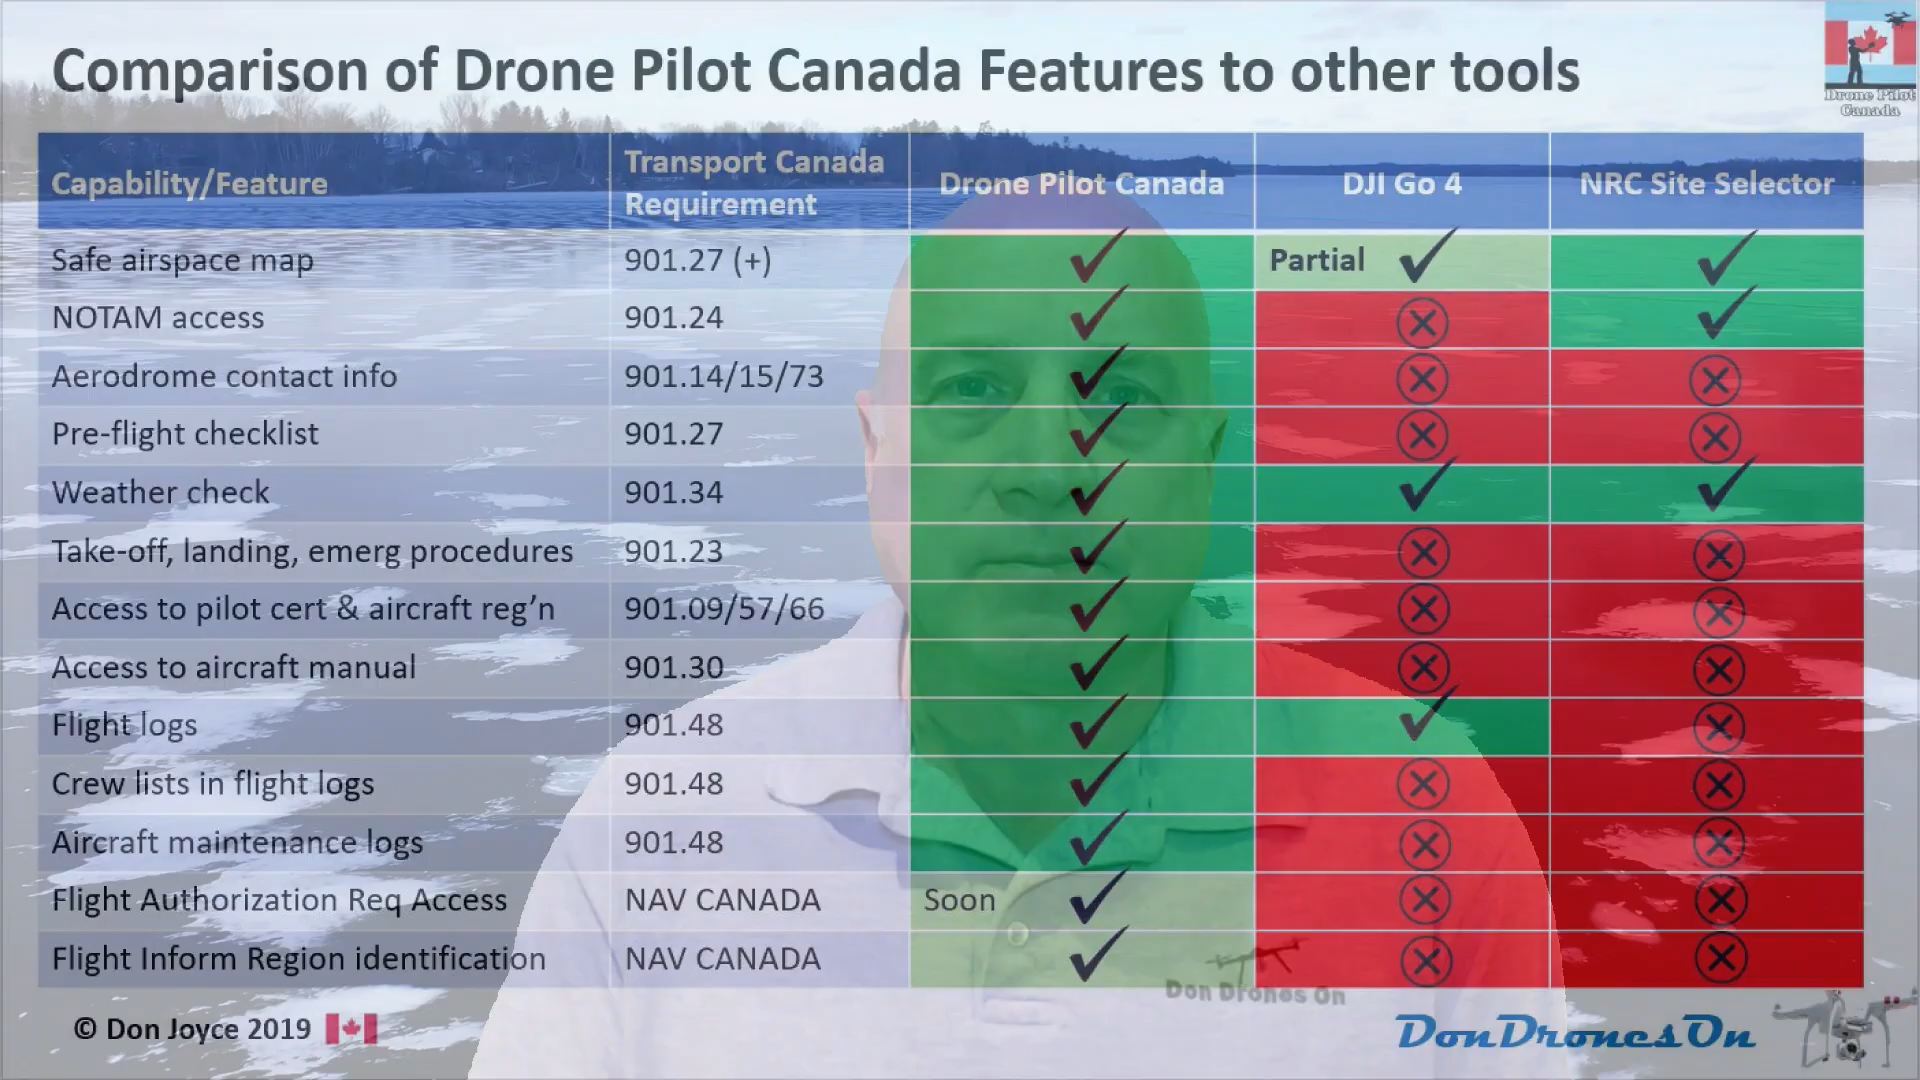 Comparison of Drone Pilot Canada Features to other tools
Drone Pilot
Canada
Capability/Feature
Transport Canada
Requirement
Drone Pilot Canada
DJI Go 4
NRC Site Selector
Safe airspace map 901.27 (+) Partial
NOTAM access 901.24
Aerodrome contact info 901.14/15/73
Pre-flight checklist 901.27
Weather check 901.34
Take-off, landing, emerg procedures 901.23
Access to pilot cert & aircraft reg’n 901.09/57/66
Access to aircraft manual 901.30
Flight logs 901.48
Crew lists in flight logs 901.48
Aircraft maintenance logs 901.48
Flight Authorization Req Access NAV CANADA Soon
Flight Inform Region identification NAV CANADA
Don Drones On
© Don Joyce 2019
DonDronesOn